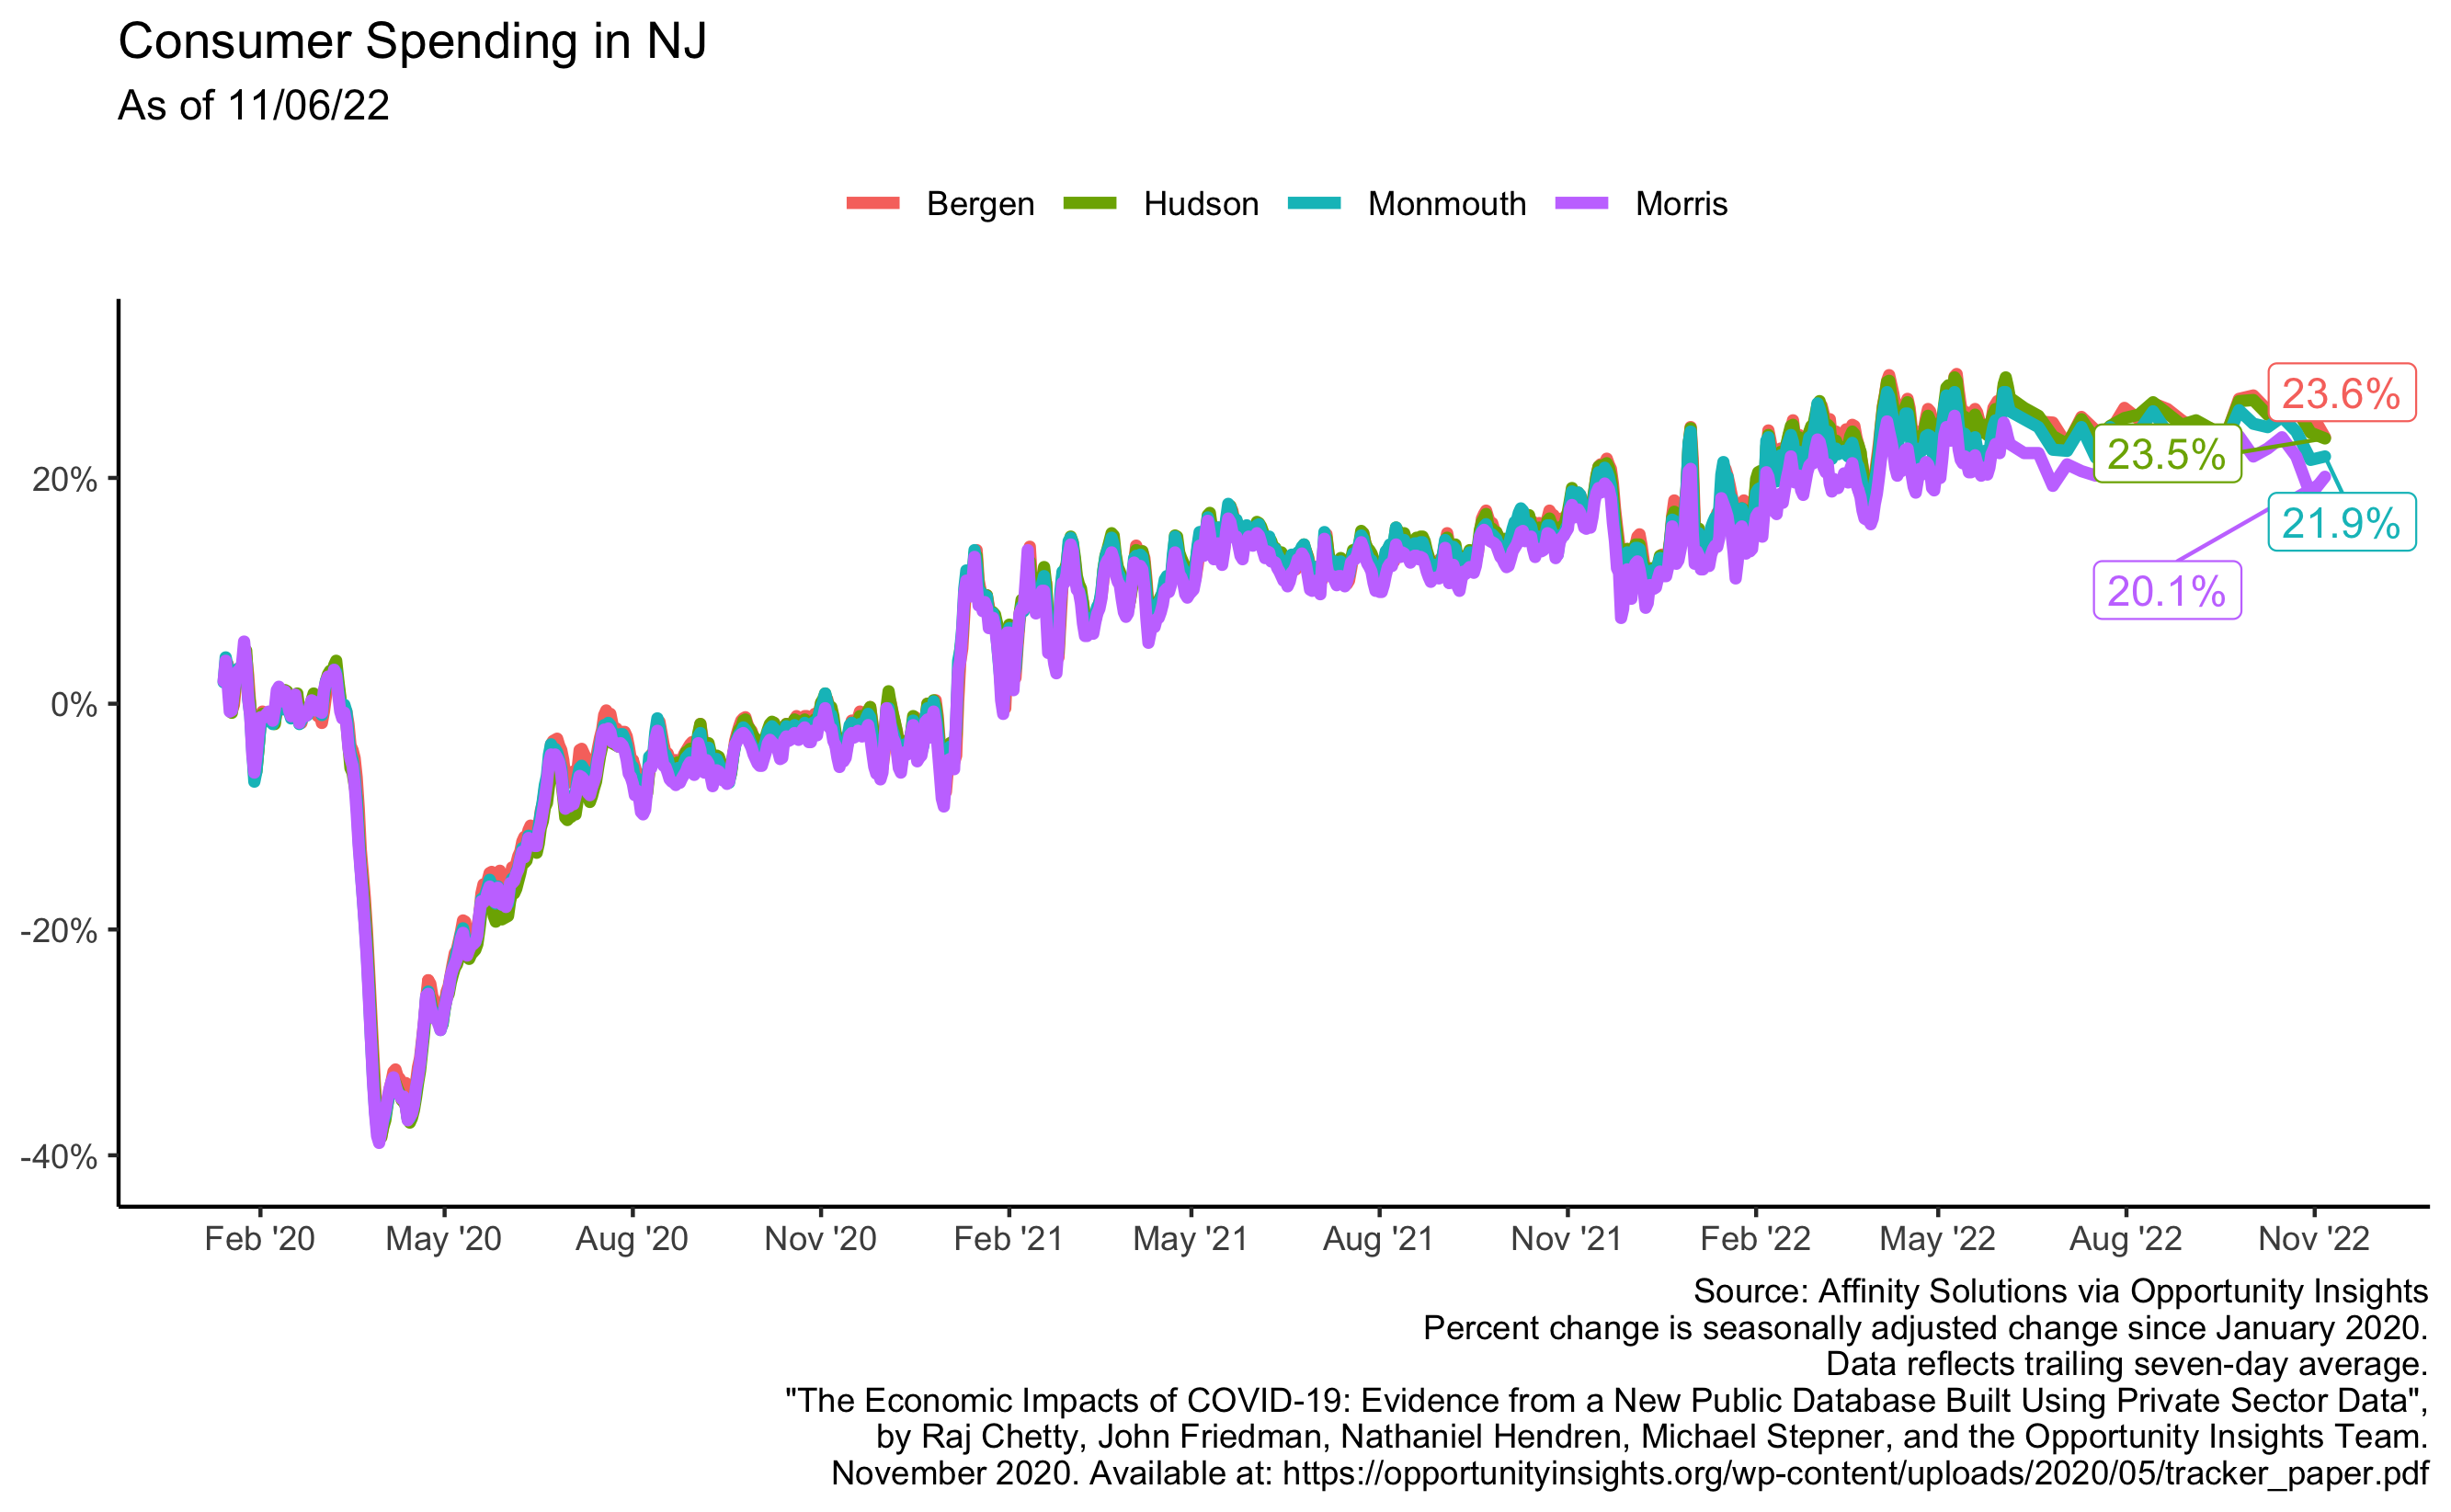 Consumer Spending in NJ
As of 11/06/22
Bergen Hudson Monmouth Morris
23.6%
23.5%
21.9%
20.1%
20%
0%
-20%
-40%
Feb '20 May '20 Aug '20 Nov '20 Feb '21 May '21 Aug '21 Nov '21 Feb '22 May '22 Aug '22 Nov '22
Source: Affinity Solutions via Opportunity Insights
Percent change is seasonally adjusted change since January 2020.
Data reflects trailing seven-day average.
"The Economic Impacts of COVID-19: Evidence from a New Public Database Built Using Private Sector Data",
by Raj Chetty, John Friedman, Nathaniel Hendren, Michael Stepner, and the Opportunity Insights Team.
November 2020. Available at: https://opportunityinsights.org/wp-content/uploads/2020/05/tracker_paper.pdf